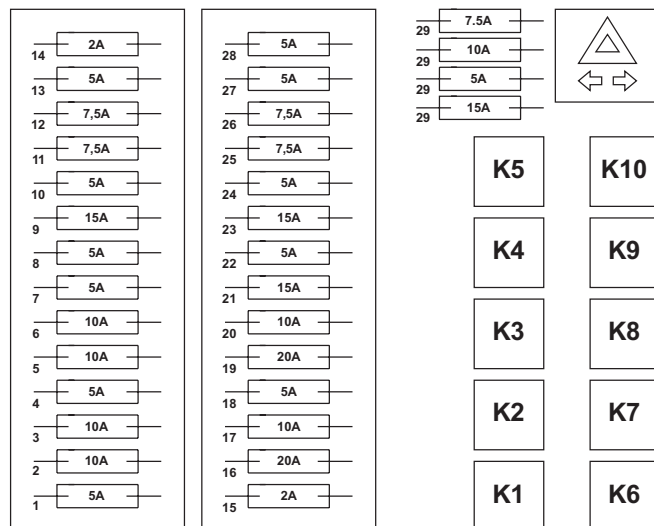 14 2A
13 5A
12 7,5A
11 7,5A
10 5A
9 15A
8 5A
7 5A
6 10A
5 10A
4 5A
3 10A
2 10A
1 5A
28 5A
27 5A
26 7,5A
25 7,5A
24 5A
23 15A
22 5A
21 15A
20 10A
19 20A
18 5A
17 10A
16 20A
15 2A
29 7.5A
29 10A
29 5A
29 15A
K5 K10
K4 K9
K3 K8
K2 K7
K1 K6